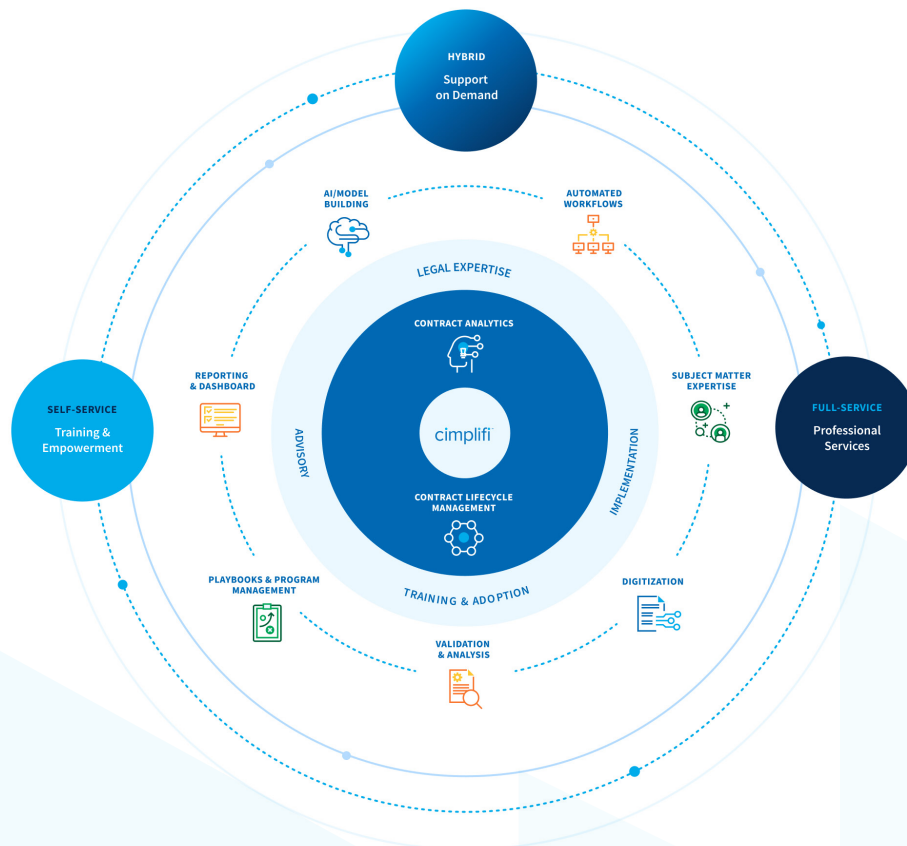 HYBRID
Support
on Demand
AI/MODEL
BUILDING
AUTOMATED
WORKFLOWS
LEGAL EXPERTISE
CONTRACT ANALYTICS
REPORTING
& DASHBOARD
SUBJECT MATTER
EXPERTISE
SELF-SERVICE
Training &
Empowerment
ADVISORY
cimplifi
IMPLEMENTATION
FULL-SERVICE
Professional
Services
CONTRACT LIFECYCLE
MANAGEMENT
PLAYBOOKS & PROGRAM
MANAGEMENT
TRAINING & ADOPTION
DIGITIZATION
VALIDATION
& ANALYSIS